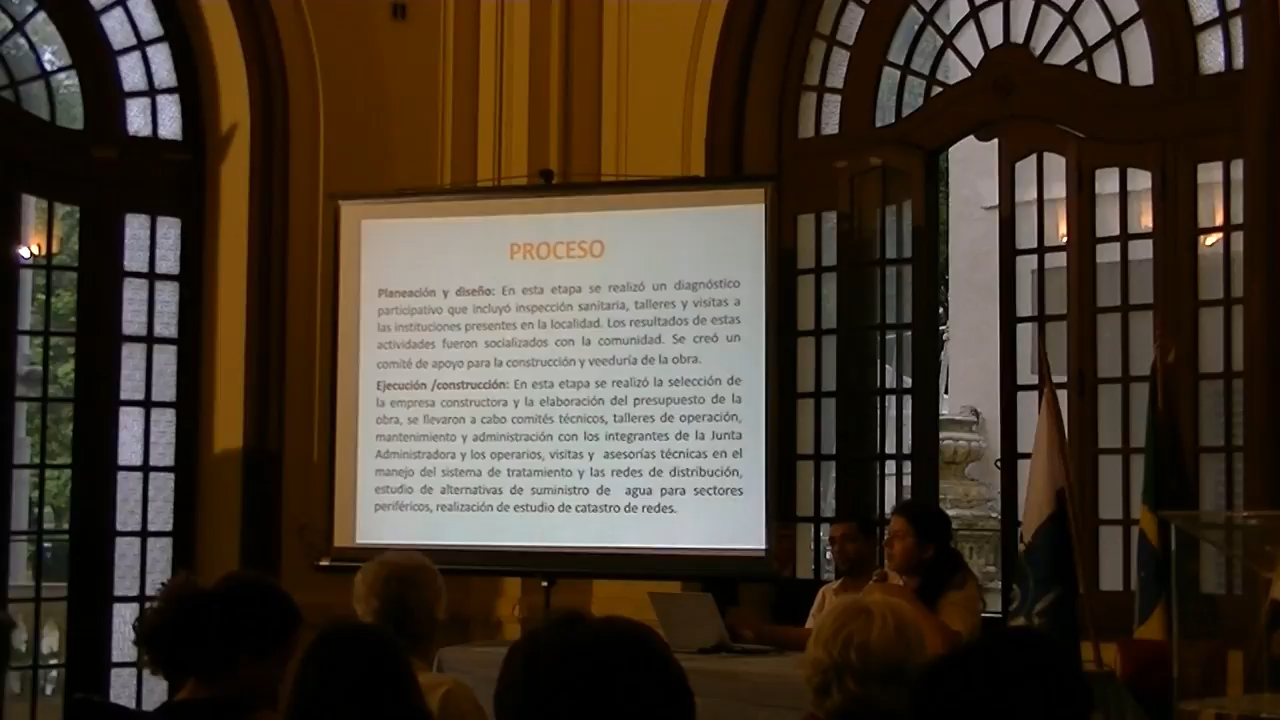 PROCESO
Planeación y diseño: En esta etapa se realizó un diagnóstico
participativo que incluyó inspección sanitaria, talleres y visitas a
las instituciones presentes en la localidad. Los resultados de estas
actividades fueron socializados con la comunidad. Se creó un
comité de apoyo para la construcción y veeduría de la obra.
Ejecución /construcción: En esta etapa se realizó la selección de
la empresa constructora y la elaboración del presupuesto de la
obra, se llevaron a cabo comités técnicos, talleres de operación,
mantenimiento y administración con los integrantes de la Junta
Administradora y los operarios, visitas y asesorías técnicas en el
manejo del sistema de tratamiento y las redes de distribución,
estudio de alternativas de suministro de agua para sectores
periféricos, realización de estudio de catastro de redes.